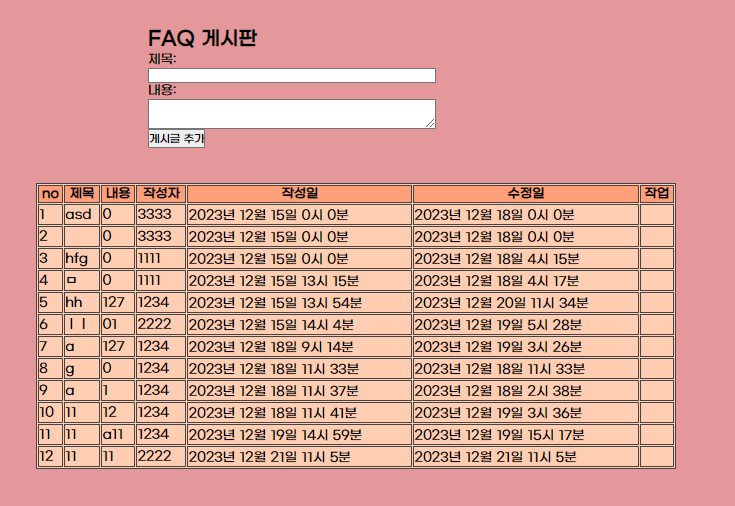 FAQ 게시판
제목:
내용:
게시글 추가
no 제목 내용 작성자 작성일 수정일 작업
1 asd 0 3333 2023년 12월 15일 0시 0분 2023년 12월 18일 0시 0분
2 0 3333 2023년 12월 15일 0시 0분 2023년 12월 18일 0시 0분
3 hfg 0 1111 2023년 12월 15일 0시 0분 2023년 12월 18일 4시 15분
4 ㅁ 0 1111 2023년 12월 15일 13시 15분 2023년 12월 18일 4시 17분
5 hh 127 1234 2023년 12월 15일 13시 54분 2023년 12월 20일 11시 34분
6 ㅣㅣ 01 2222 2023년 12월 15일 14시 4분 2023년 12월 19일 5시 28분
7 a 127 1234 2023년 12월 18일 9시 14분 2023년 12월 19일 3시 26분
8 g 0 1234 2023년 12월 18일 11시 33분 2023년 12월 18일 11시 33분
9 a 1 1234 2023년 12월 18일 11시 37분 2023년 12월 18일 2시 38분
10 11 12 1234 2023년 12월 18일 11시 41분 2023년 12월 19일 3시 36분
11 11 a11 1234 2023년 12월 19일 14시 59분 2023년 12월 19일 15시 17분
12 11 11 2222 2023년 12월 21일 11시 5분 2023년 12월 21일 11시 5분